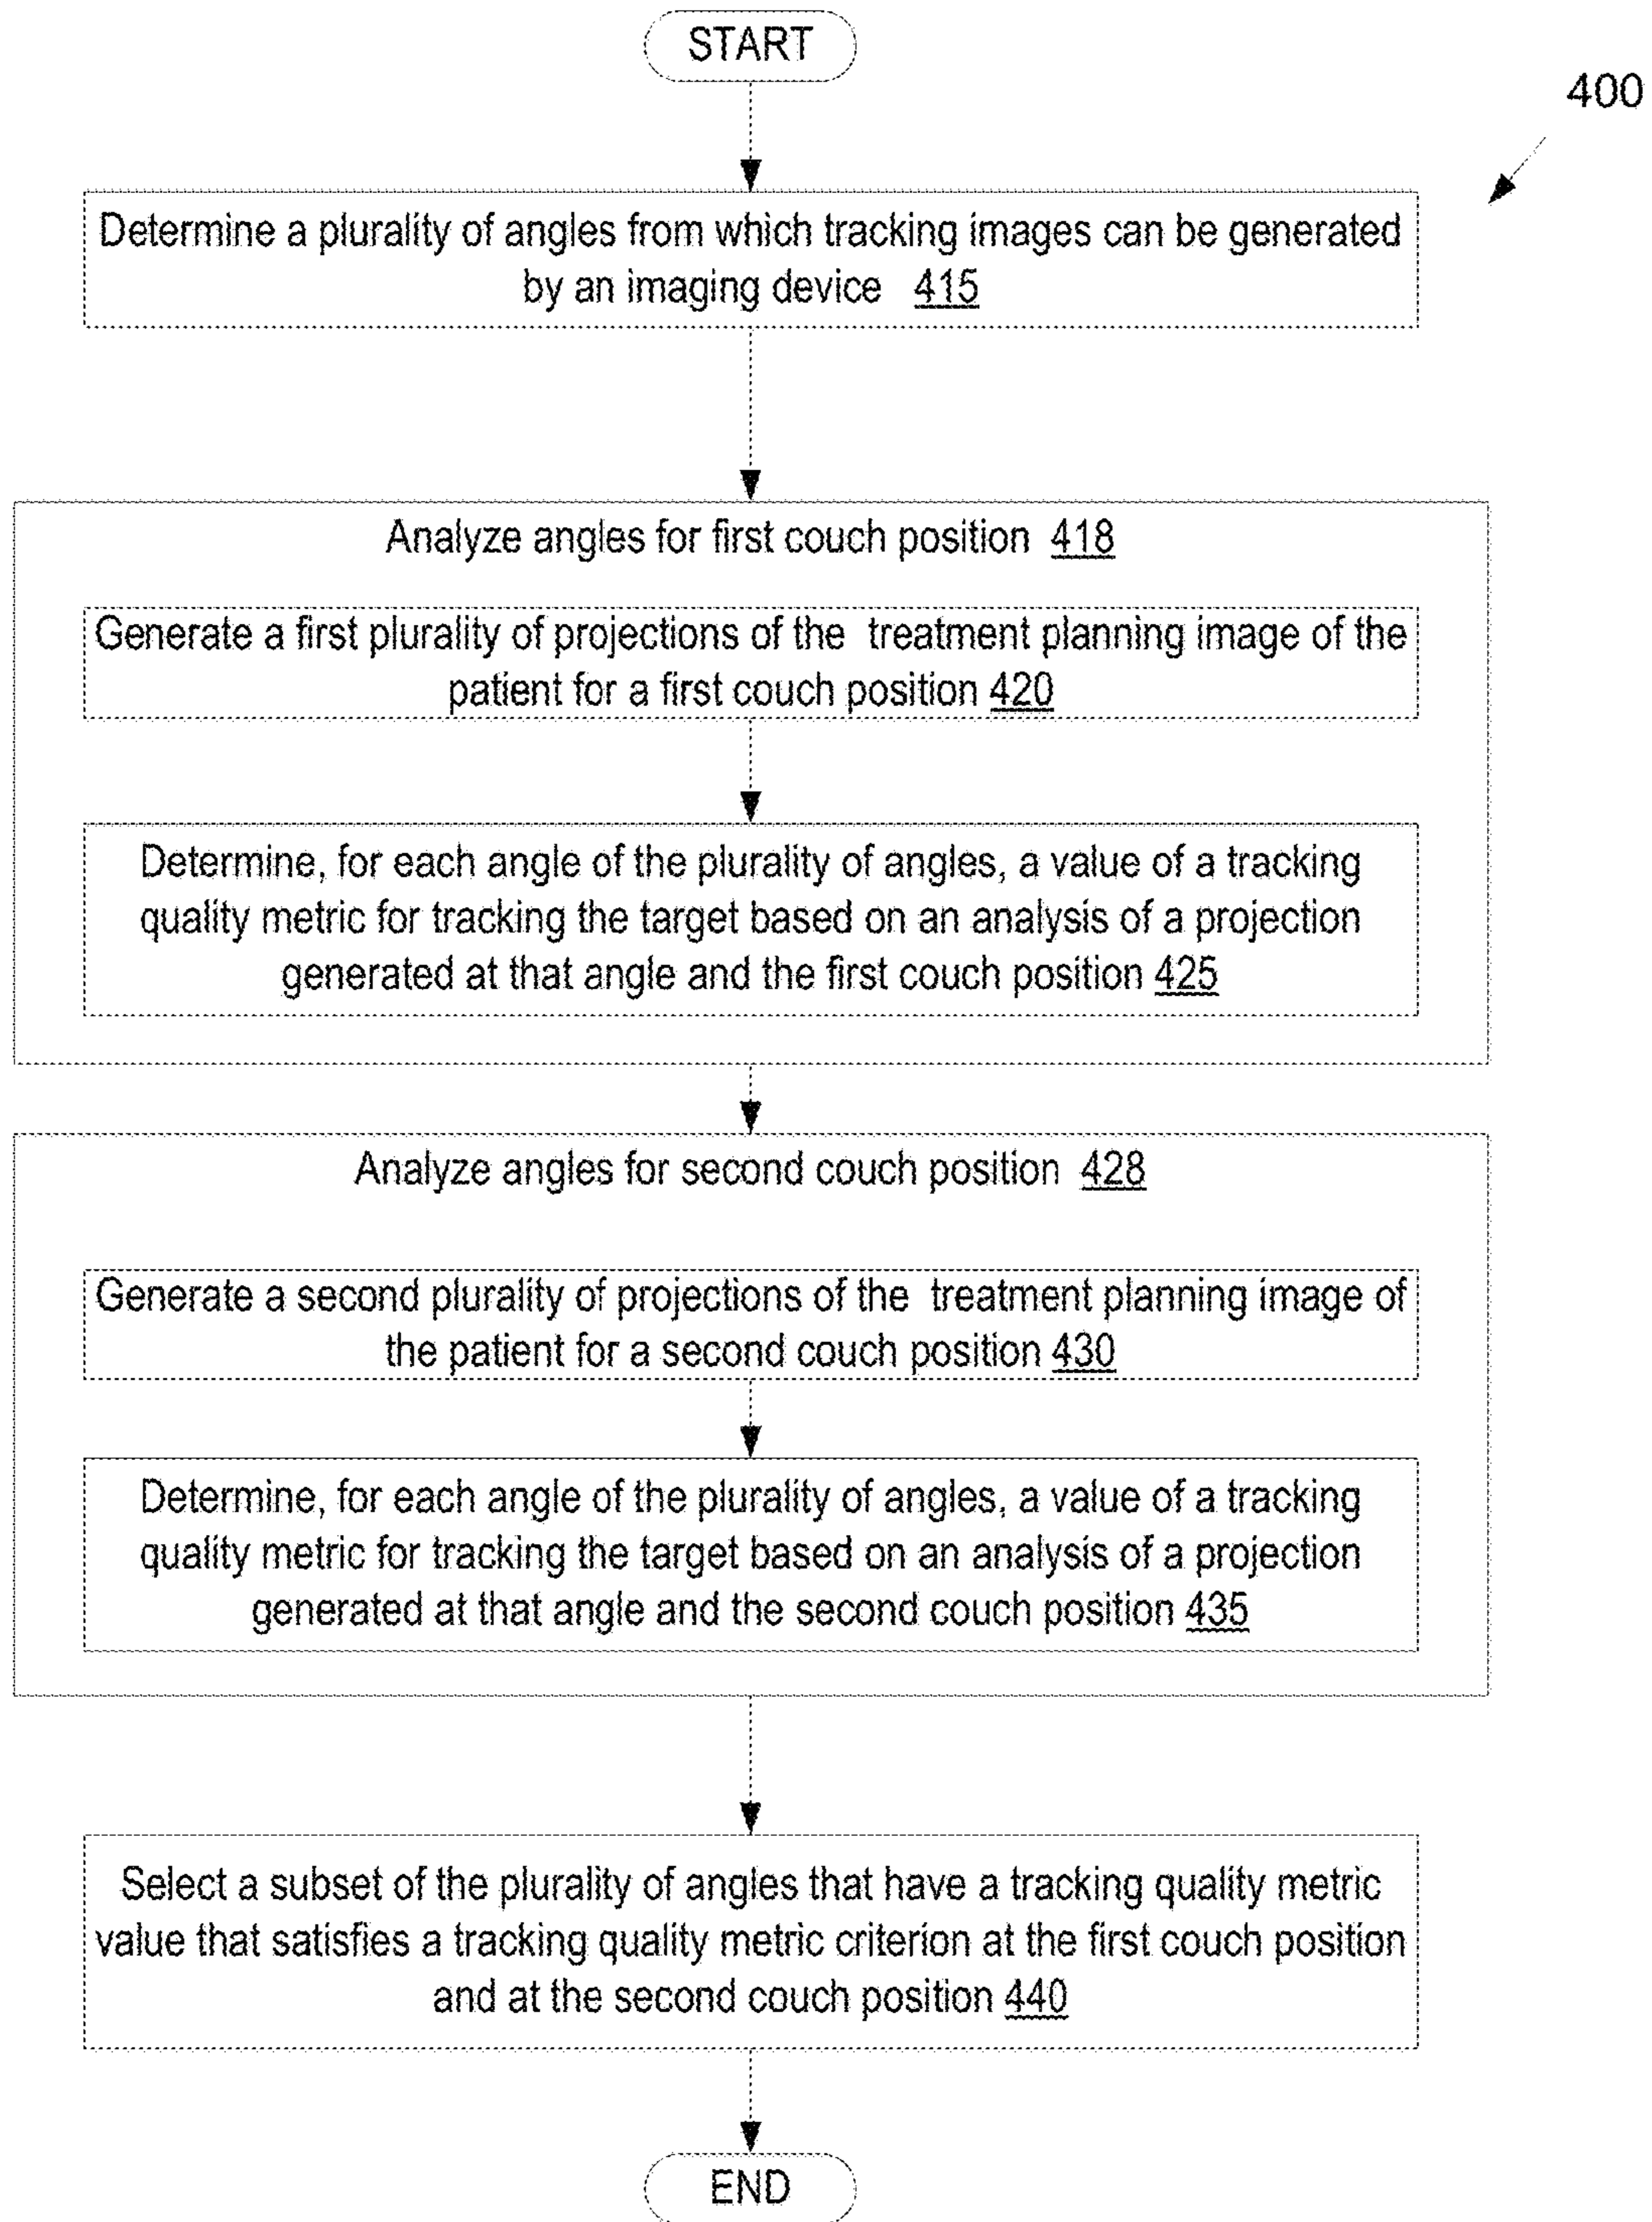 START
400
Determine a plurality of angles from which tracking images can be generated
by an imaging device 415
Analyze angles for first couch position 418
Generate a first plurality of projections of the treatment planning image of the
patient for a first couch position 420
Determine, for each angle of the plurality of angles, a value of a tracking
quality metric for tracking the target based on an analysis of a projection
generated at that angle and the first couch position 425
Analyze angles for second couch position 428
Generate a second plurality of projections of the treatment planning image of
the patient for a second couch position 430
Determine, for each angle of the plurality of angles, a value of a tracking
quality metric for tracking the target based on an analysis of a projection
generated at that angle and the second couch position 435
Select a subset of the plurality of angles that have a tracking quality metric
value that satisfies a tracking quality metric criterion at the first couch position
and at the second couch position 440
END